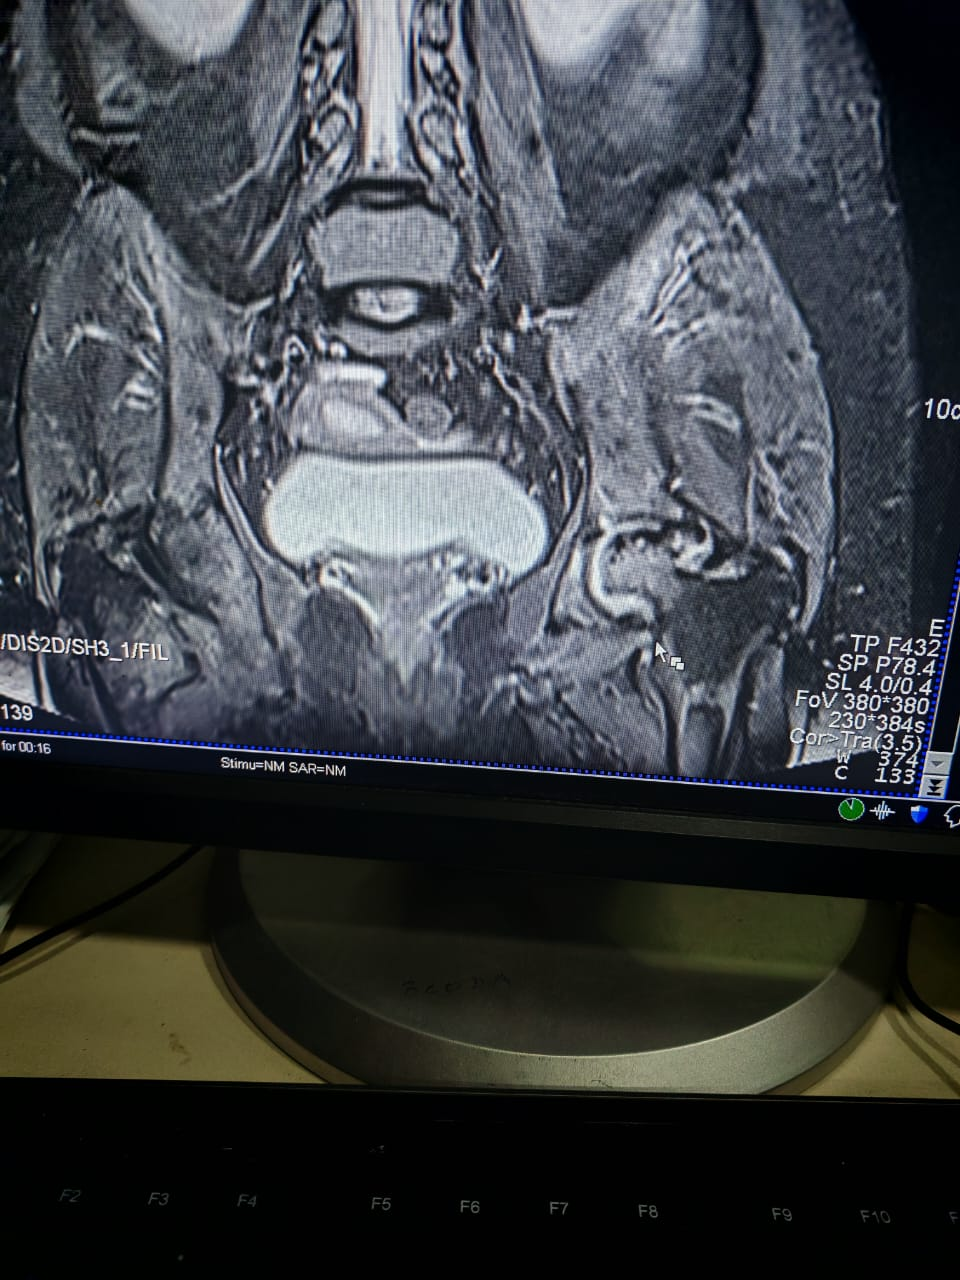 10c
/DIS2D/SH3_1/FIL
E
TP F432
SP P78.4
SL 4.0/0.4
FoV 380*380
230*384s
Cor>Tra(3.5)
W 374
C 133
139
for 00:16
Stimu=NM SAR=NM
F2 F3 F4 F5 F6 F7 F8 F9 F10